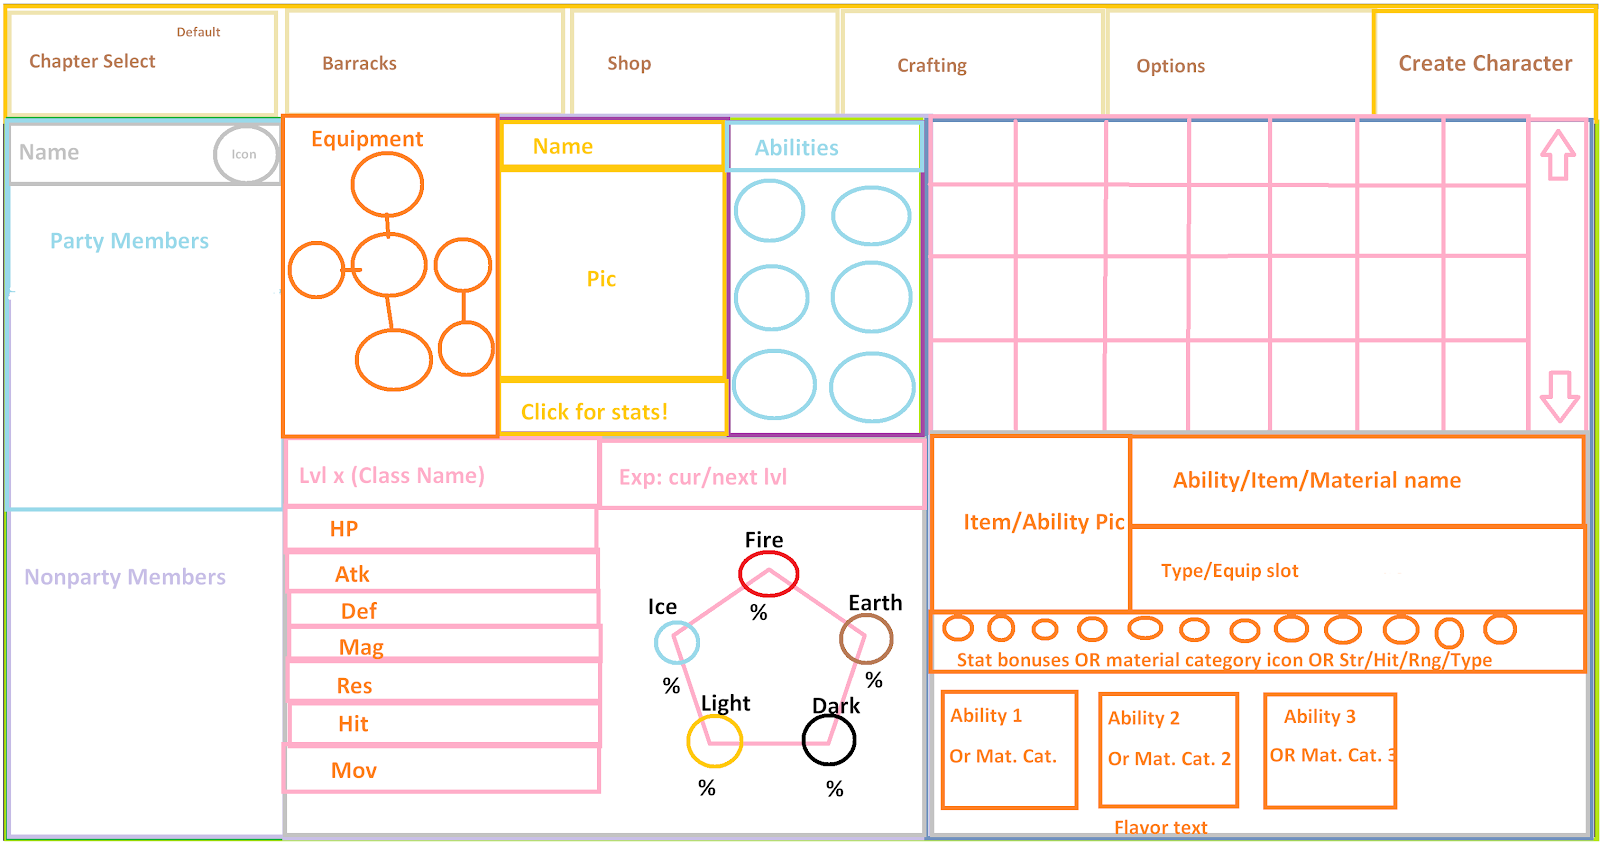 Default
Chapter Select
Barracks
Shop
Crafting
Options
Create Character
Name
Icon
Party Members
Nonparty Members
Equipment
Name
Pic
Click for stats!
Abilities
Lvl x (Class Name)
Exp: cur/next lvl
HP
Atk
Def
Mag
Res
Hit
Mov
Fire
%
Ice
%
Earth
%
Light
%
Dark
%
Item/Ability Pic
Ability/Item/Material name
Type/Equip slot
Stat bonuses OR material category icon OR Str/Hit/Rng/Type
Ability 1
Or Mat. Cat.
Ability 2
Or Mat. Cat. 2
Ability 3
OR Mat. Cat. 3
Flavor text